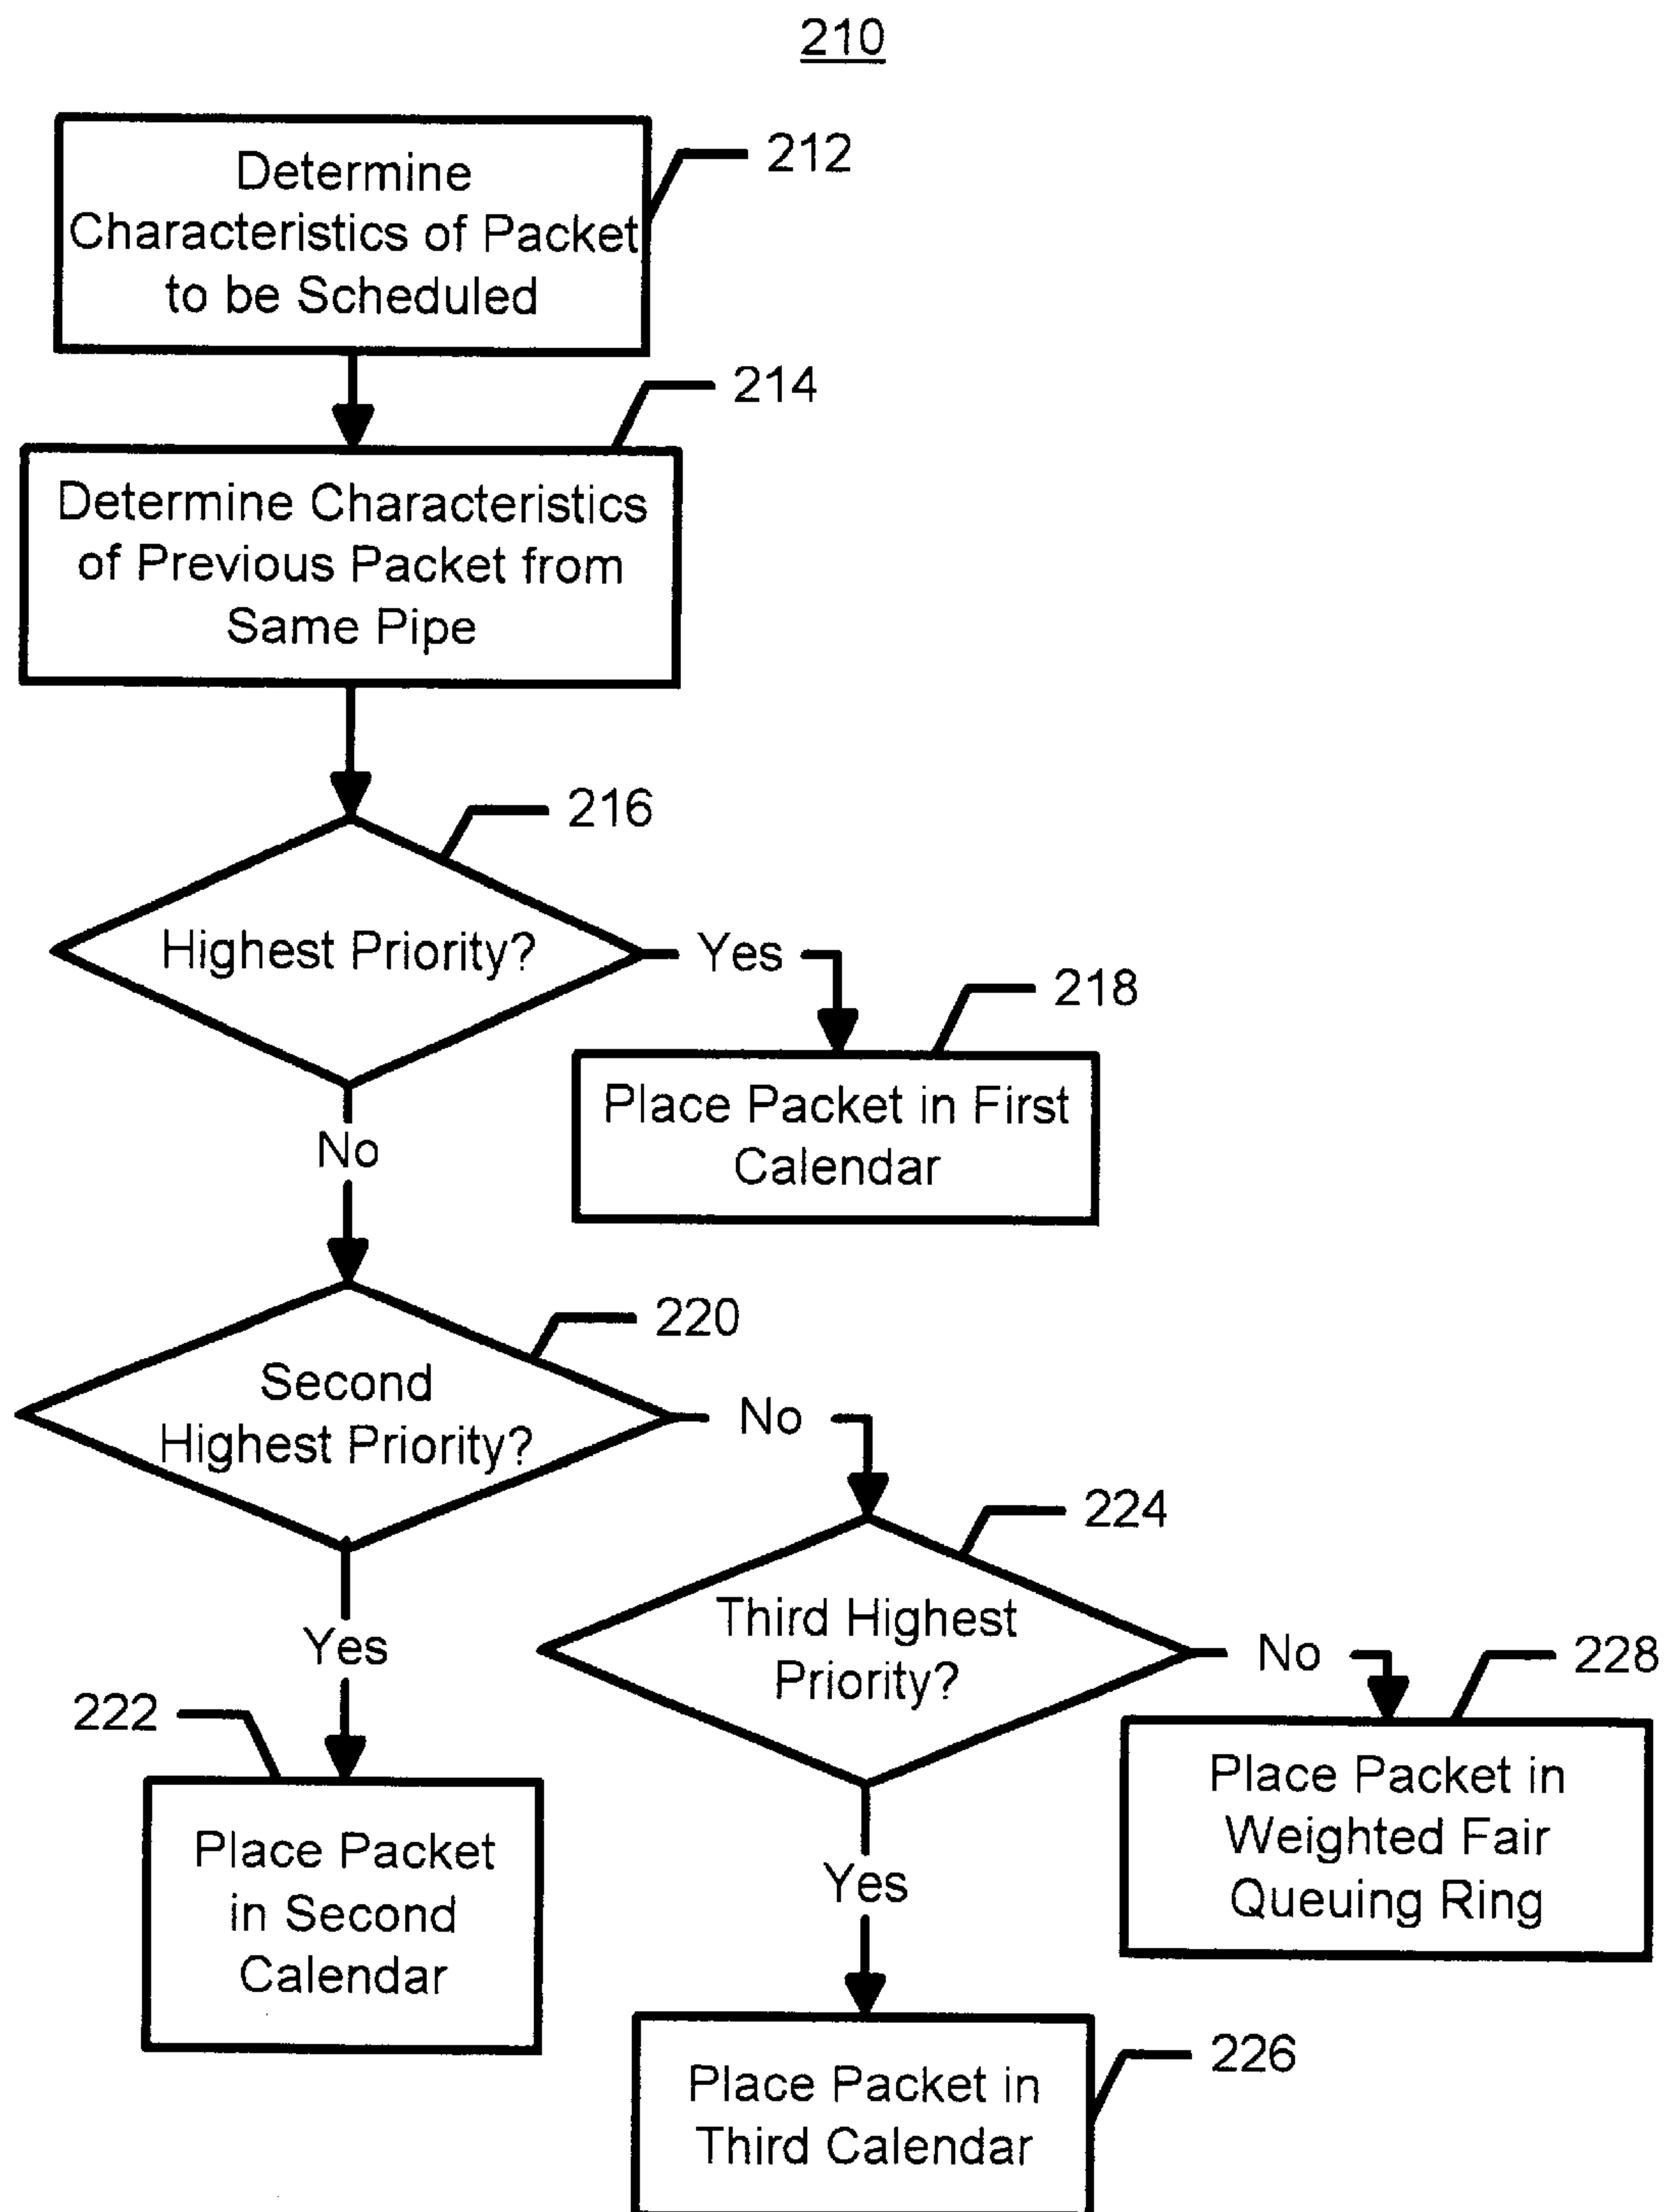 210
Determine
Characteristics of Packet
to be Scheduled
212
214
Determine Characteristics
of Previous Packet from
Same Pipe
216
Highest Priority?
Yes
218
Place Packet in First
Calendar
No
220
Second
Highest Priority?
No
224
Third Highest
Priority?
No
228
Yes
222
Place Packet
in Second
Calendar
Place Packet in
Weighted Fair
Queuing Ring
Yes
226
Place Packet in
Third Calendar